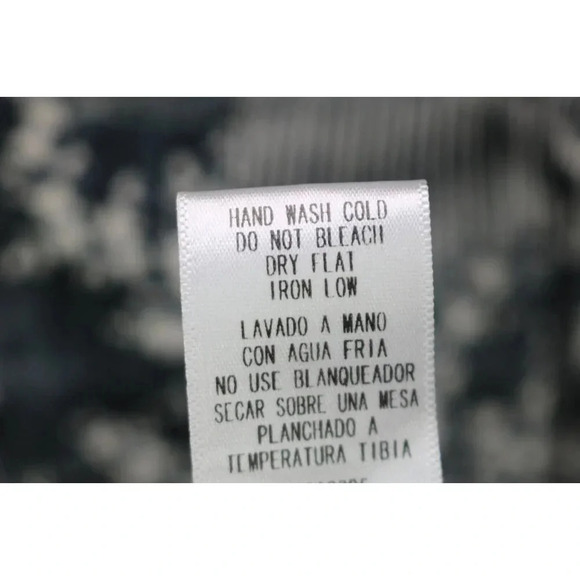 HAND WASH COLD
DO NOT BLEACH
DRY FLAT
IRON LOW
LAVADO A MANO
CON AGUA FRIA
NO USE BLANQUEADOR
SECAR SOBRE UNA MESA
PLANCHADO A
TEMPERATURA TIBIA